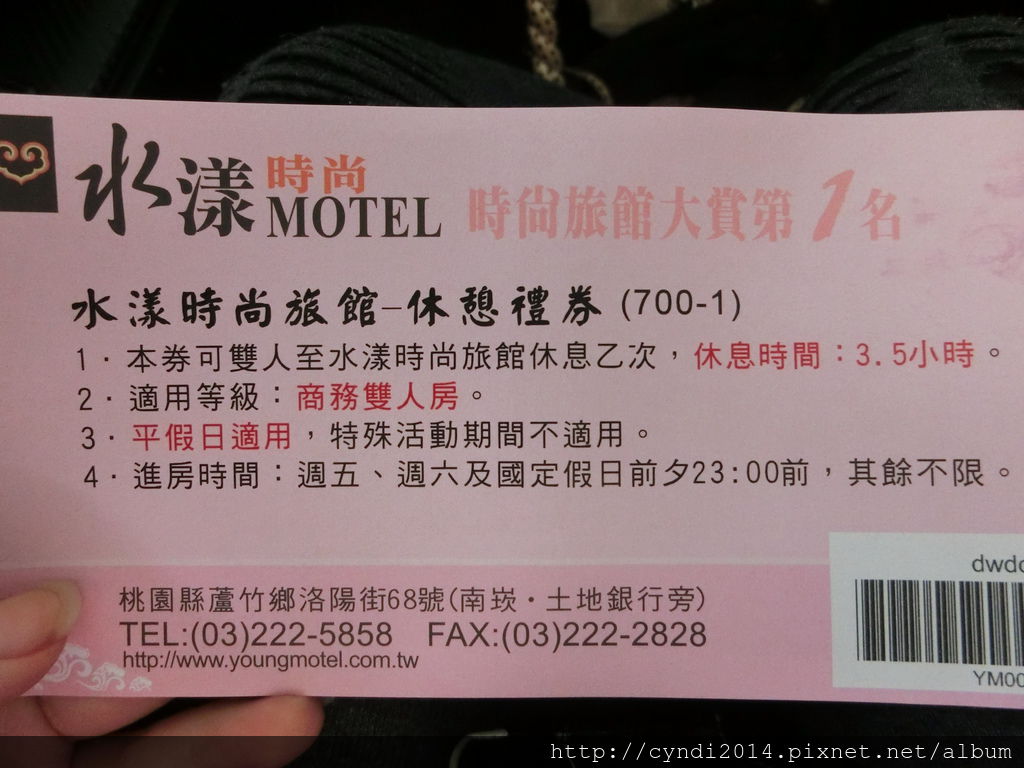 水漾 時尚 MOTEL 時尚旅館大賞第1名
水漾時尚旅館-休憩禮券 (700-1)
1．本券可雙人至水漾時尚旅館休息乙次，休息時間：3.5小時。
2．適用等級：商務雙人房。
3．平假日適用，特殊活動期間不適用。
4．進房時間：週五、週六及國定假日前夕23:00前，其餘不限。
桃園縣蘆竹鄉洛陽街68號(南崁・土地銀行旁)
TEL:(03)222-5858 FAX:(03)222-2828
http://www.youngmotel.com.tw
dwdc
YM00
http://cyndi2014.pixnet.net/album